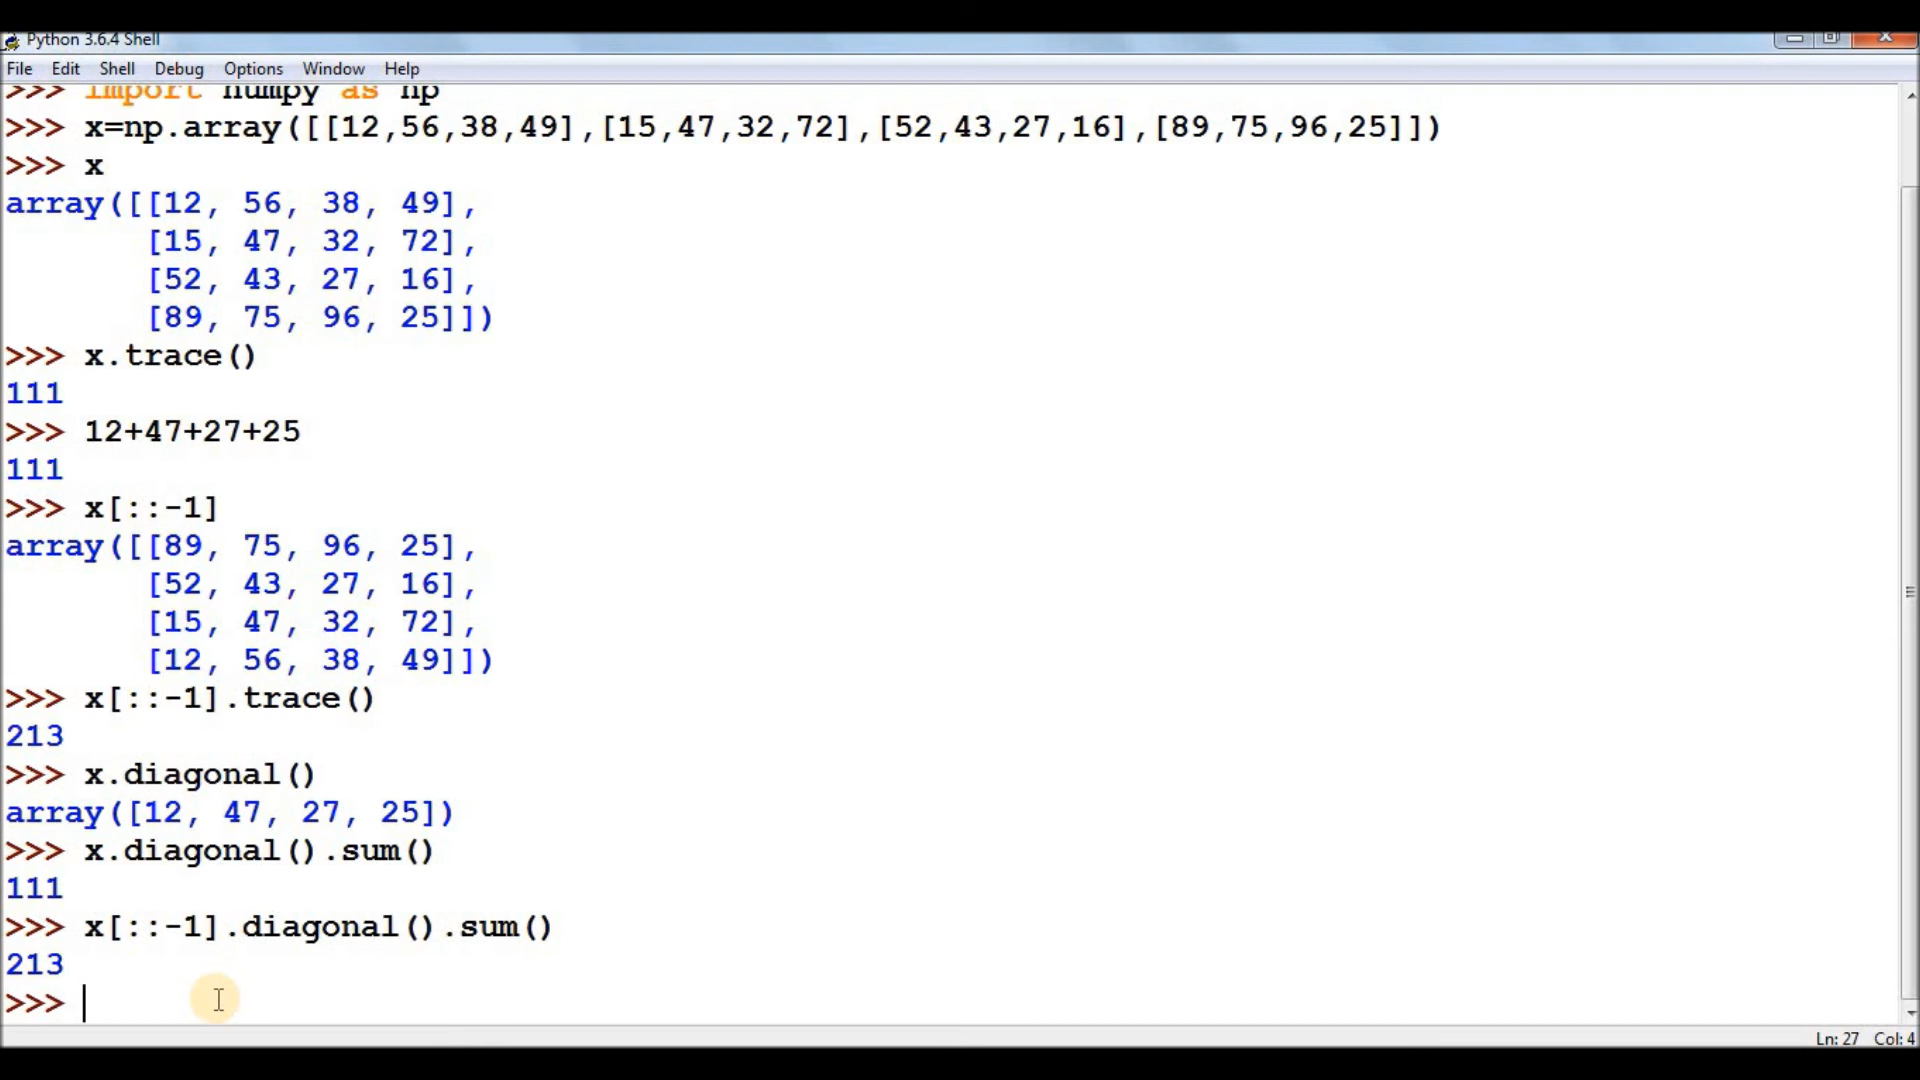 Python 3.6.4 Shell
File Edit Shell Debug Options Window Help
>>> import numpy as np
>>> x=np.array([[12,56,38,49],[15,47,32,72],[52,43,27,16],[89,75,96,25]])
>>> x
array([[12, 56, 38, 49],
       [15, 47, 32, 72],
       [52, 43, 27, 16],
       [89, 75, 96, 25]])
>>> x.trace()
111
>>> 12+47+27+25
111
>>> x[::-1]
array([[89, 75, 96, 25],
       [52, 43, 27, 16],
       [15, 47, 32, 72],
       [12, 56, 38, 49]])
>>> x[::-1].trace()
213
>>> x.diagonal()
array([12, 47, 27, 25])
>>> x.diagonal().sum()
111
>>> x[::-1].diagonal().sum()
213
>>>
Ln: 27 Col: 4